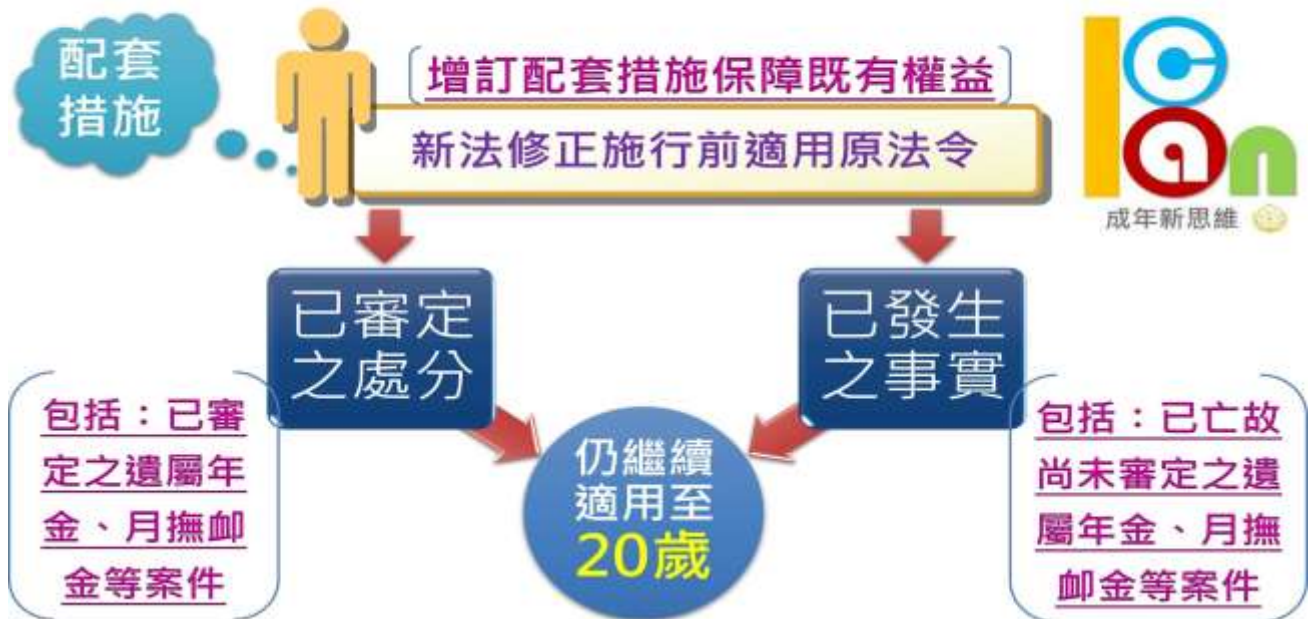 配套
措施
增訂配套措施保障既有權益
新法修正施行前適用原法令
I Can
成年新思維
已審定
之處分
已發生
之事實
包括：已審
定之遺屬年
金、月撫卹
金等案件
仍繼續
適用至
20歲
包括：已亡故
尚未審定之遺
屬年金、月撫
卹金等案件